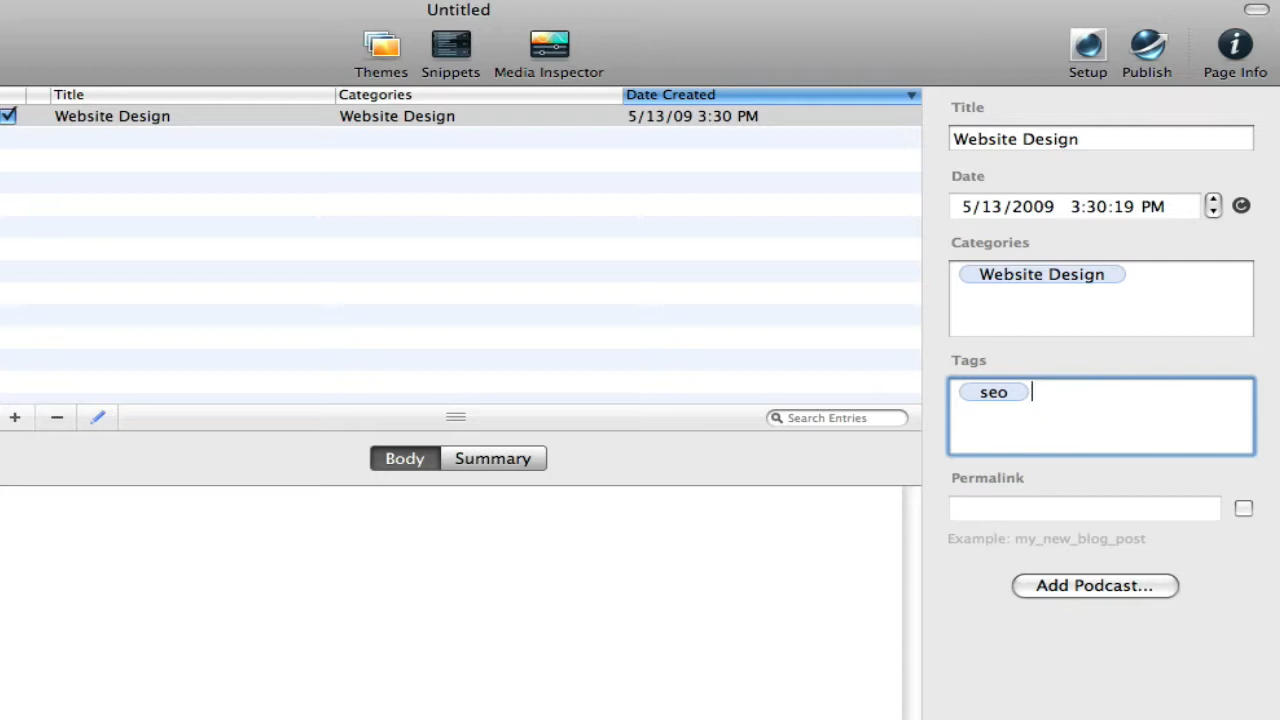 Untitled
Themes Snippets Media Inspector Setup Publish Page Info
Title Categories Date Created
Website Design Website Design 5/13/09 3:30 PM
Title
Website Design
Date
5/13/2009 3:30:19 PM
Categories
Website Design
Tags
seo
Search Entries
Body Summary
Permalink
Example: my_new_blog_post
Add Podcast...